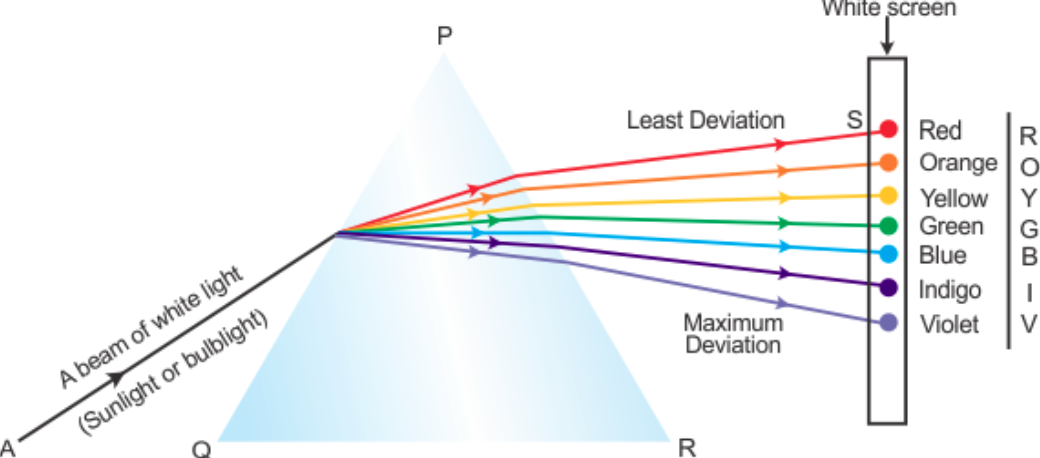 White screen
P
Least Deviation
S
Red
R
Orange
O
Yellow
Y
Green
G
Blue
B
Indigo
I
Violet
V
A beam of white light
(Sunlight or bulblight)
Maximum
Deviation
A
Q
R